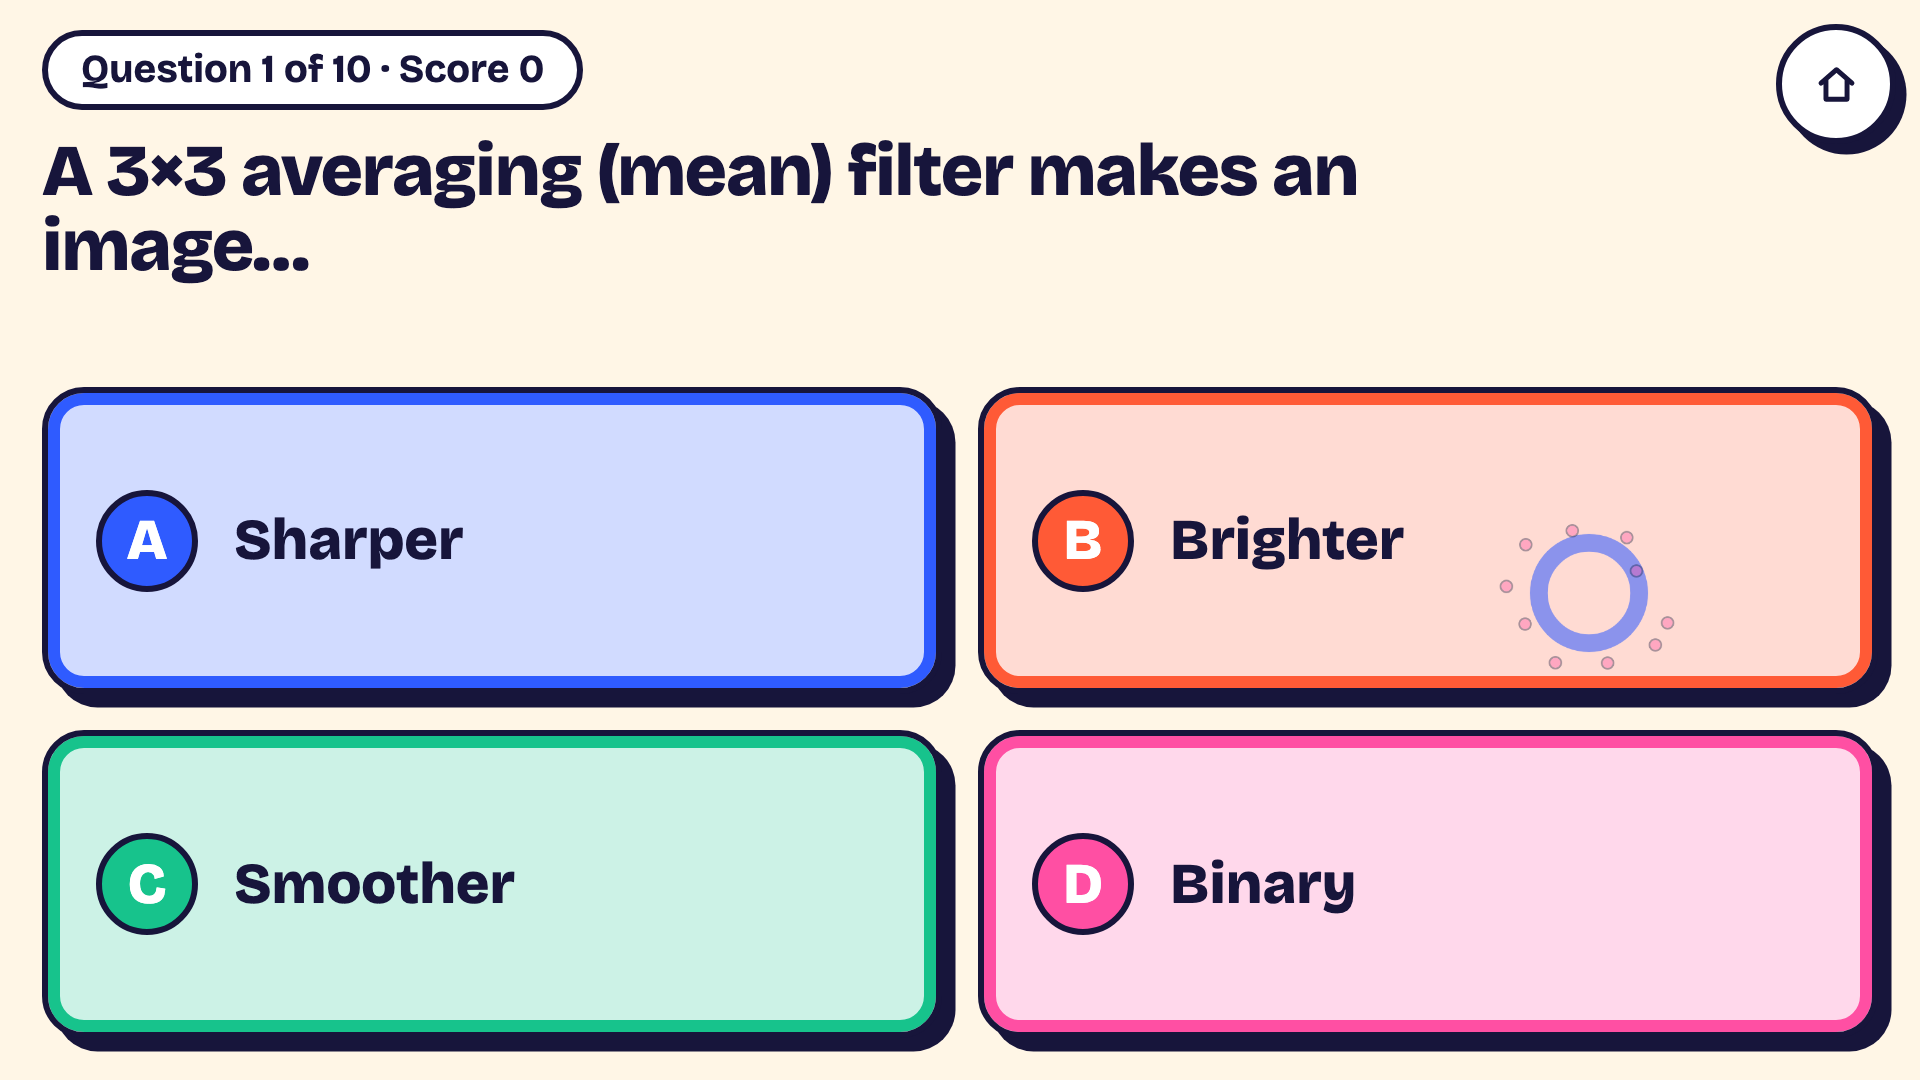 Question 1 of 10 · Score 0
A 3×3 averaging (mean) filter makes an
image...
A Sharper
B Brighter
C Smoother
D Binary